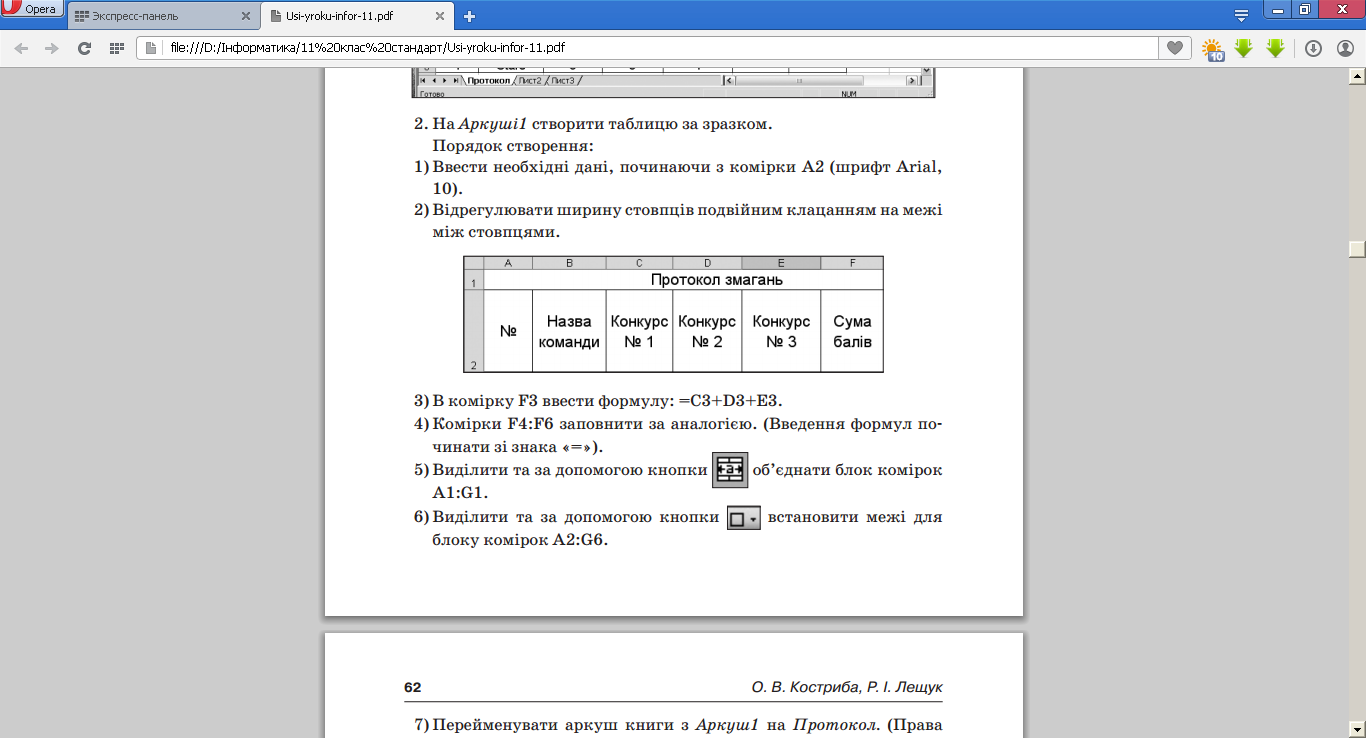 Opera
Экспресс-панель
Usi-yroku-infor-11.pdf
file:///D:/Інформатика/11%20клас%20стандарт/Usi-yroku-infor-11.pdf
10
Протокол Лист2 Лист3
Готово NUM
2. На Аркуші1 створити таблицю за зразком.
Порядок створення:
1) Ввести необхідні дані, починаючи з комірки A2 (шрифт Arial,
10).
2) Відрегулювати ширину стовпців подвійним клацанням на межі
між стовпцями.
A B C D E F
1 Протокол змагань
№ Назва команди Конкурс № 1 Конкурс № 2 Конкурс № 3 Сума балів
2
3) В комірку F3 ввести формулу: =C3+D3+E3.
4) Комірки F4:F6 заповнити за аналогією. (Введення формул по-
чинати зі знака «=»).
5) Виділити та за допомогою кнопки a об’єднати блок комірок
A1:G1.
6) Виділити та за допомогою кнопки встановити межі для
блоку комірок A2:G6.
62 О. В. Костриба, Р. І. Лещук
7) Перейменувати аркуш книги з Аркуш1 на Протокол. (Права